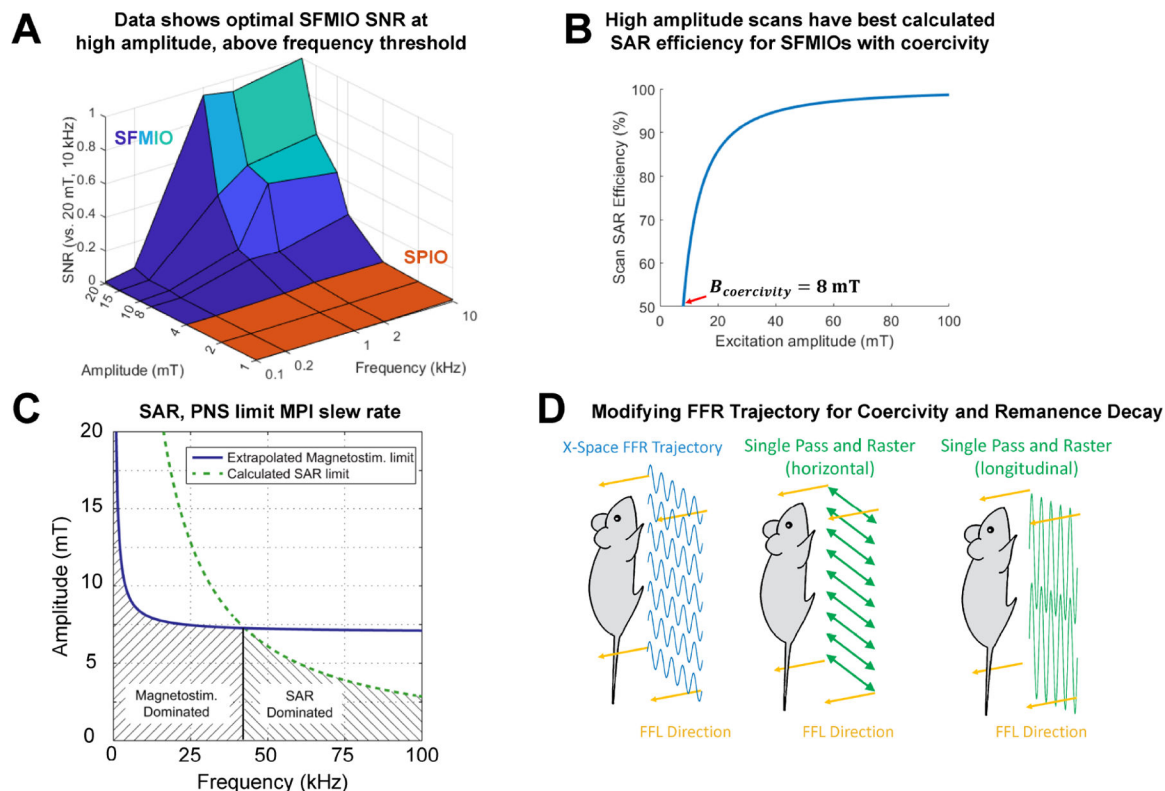 A
Data shows optimal SFMIO SNR at
high amplitude, above frequency threshold
SNR (vs. 20 mT, 10 kHz)
1
0.8
0.6
0.4
0.2
0
SFMIO
SPIO
20
15
10
8
4
2
1
Amplitude (mT)
0.1
0.2
1
2
10
Frequency (kHz)
B
High amplitude scans have best calculated
SAR efficiency for SFMIOs with coercivity
Scan SAR Efficiency (%)
100
90
80
70
60
50
B_coercivity = 8 mT
0 20 40 60 80 100
Excitation amplitude (mT)
C
SAR, PNS limit MPI slew rate
Amplitude (mT)
20
15
10
5
0
Extrapolated Magnetostim. limit
Calculated SAR limit
Magnetostim.
Dominated
SAR
Dominated
0 25 50 75 100
Frequency (kHz)
D
Modifying FFR Trajectory for Coercivity and Remanence Decay
X-Space FFR Trajectory
FFL Direction
Single Pass and Raster
(horizontal)
FFL Direction
Single Pass and Raster
(longitudinal)
FFL Direction